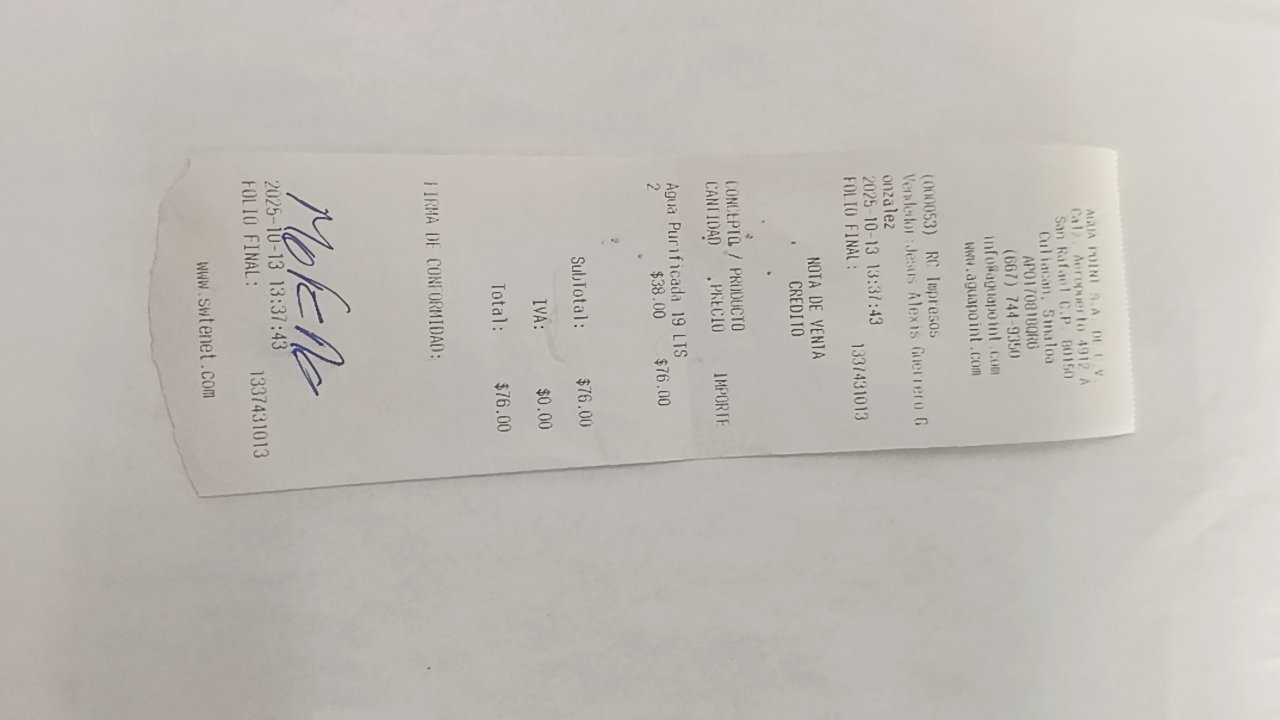 AGUA POINT S.A. DE C.V.
Calz. Aeropuerto 4912 A
San Rafael C.P. 80150
Culiacan, Sinaloa
APO170818QR6
(667) 744-9350
info@aguapoint.com
www.aguapoint.com
(000053) RC Impresos
Vendedor:Jesus Alexis Guerrero G
onzalez
2025-10-13 13:37:43
FOLIO FINAL: 1337431013
NOTA DE VENTA
CREDITO
CONCEPTO / PRODUCTO
CANTIDAD PRECIO IMPORTE
Agua Purificada 19 LTS
2 $38.00 $76.00
SubTotal: $76.00
IVA: $0.00
Total: $76.00
FIRMA DE CONFORMIDAD:
2025-10-13 13:37:43
FOLIO FINAL: 1337431013
www.swtenet.com